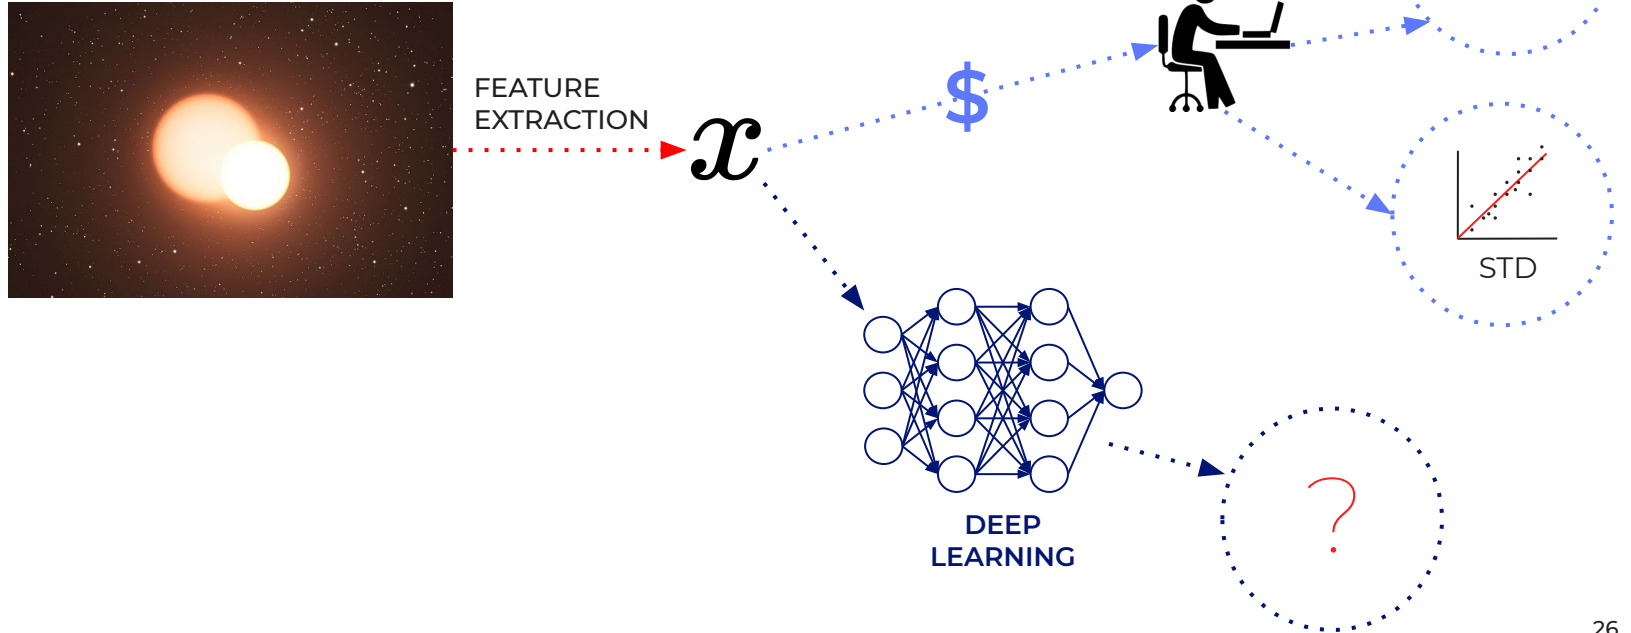 FEATURE
EXTRACTION
x
$
STD
DEEP
LEARNING
?
26